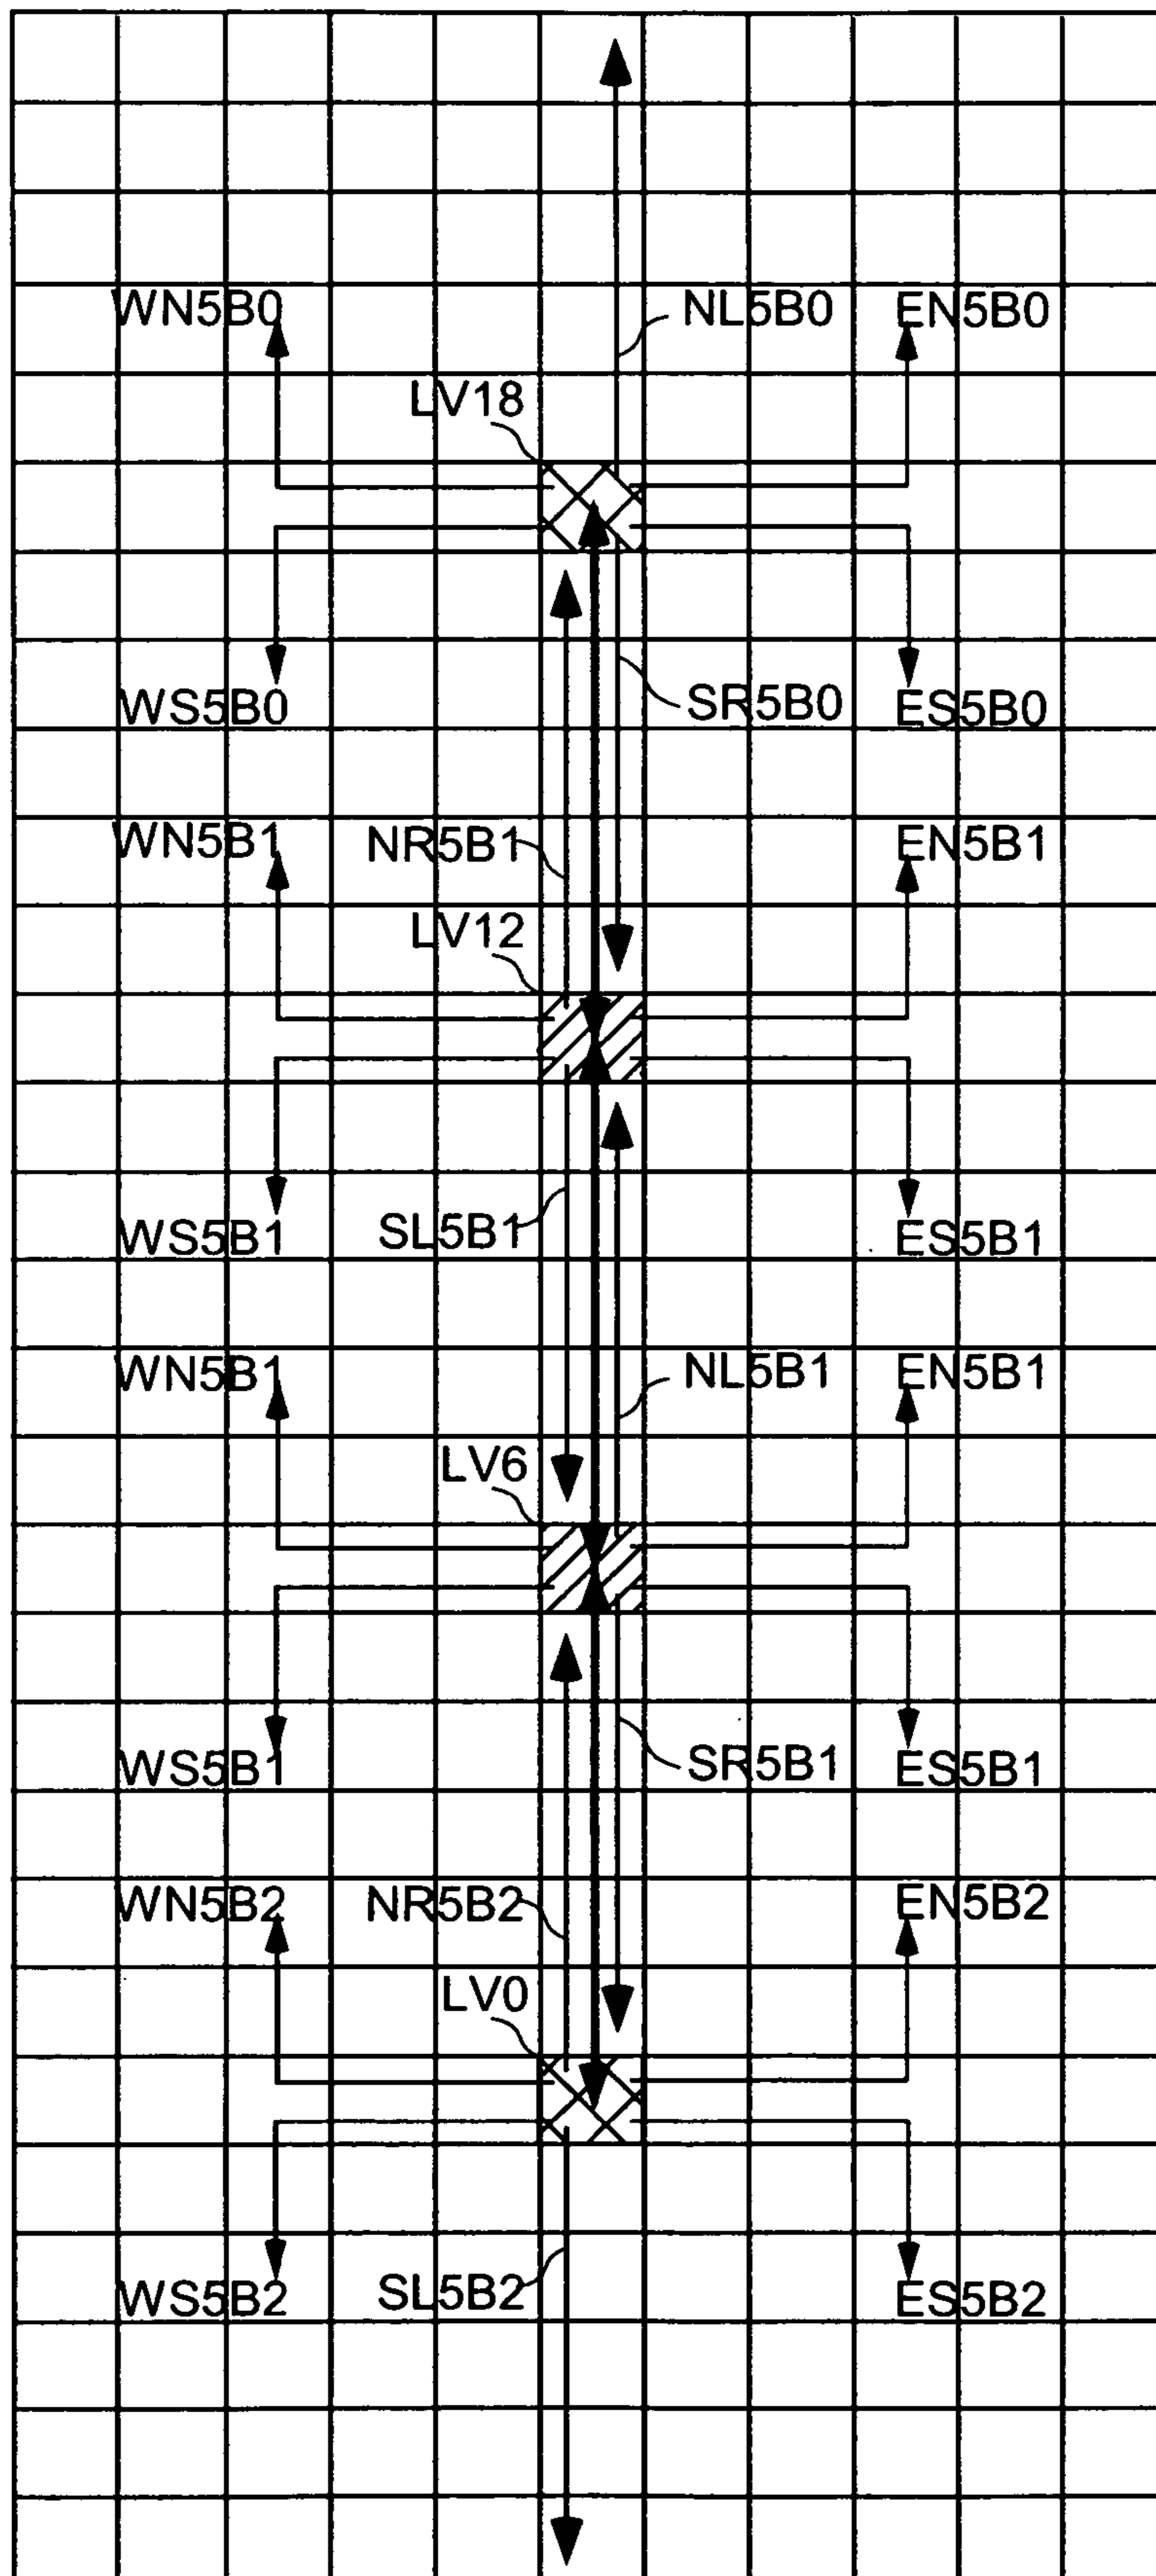 WN5B0 NL5B0 EN5B0
LV18
WS5B0 SR5B0 ES5B0
WN5B1 NR5B1 EN5B1
LV12
WS5B1 SL5B1 ES5B1
WN5B1 NL5B1 EN5B1
LV6
WS5B1 SR5B1 ES5B1
WN5B2 NR5B2 EN5B2
LV0
WS5B2 SL5B2 ES5B2